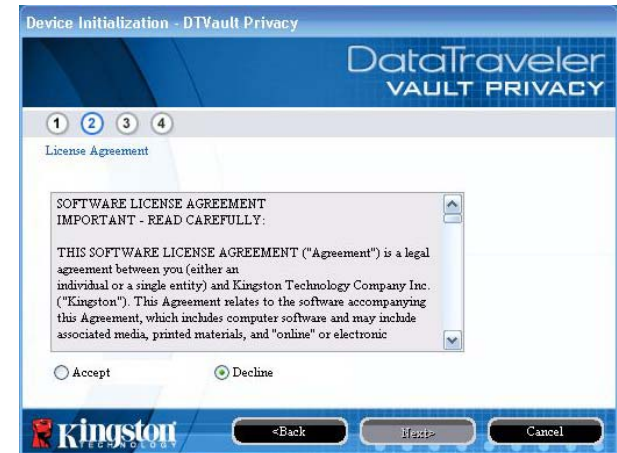 Device Initialization - DTVault Privacy
DataTraveler
VAULT PRIVACY
1 2 3 4
License Agreement
SOFTWARE LICENSE AGREEMENT
IMPORTANT - READ CAREFULLY:
THIS SOFTWARE LICENSE AGREEMENT ("Agreement") is a legal
agreement between you (either an
individual or a single entity) and Kingston Technology Company Inc.
("Kingston"). This Agreement relates to the software accompanying
this Agreement, which includes computer software and may include
associated media, printed materials, and "online" or electronic
Accept Decline
Kingston
TECHNOLOGY
<Back Next> Cancel